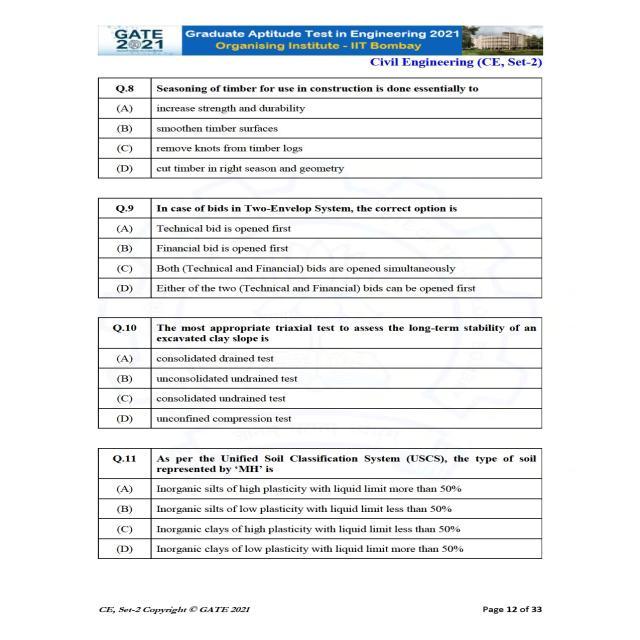 GATE
2021
Graduate Aptitude Test in Engineering 2021
Organising Institute - IIT Bombay
Civil Engineering (CE, Set-2)
Q.8 Seasoning of timber for use in construction is done essentially to
(A) increase strength and durability
(B) smoothen timber surfaces
(C) remove knots from timber logs
(D) cut timber in right season and geometry
Q.9 In case of bids in Two-Envelop System, the correct option is
(A) Technical bid is opened first
(B) Financial bid is opened first
(C) Both (Technical and Financial) bids are opened simultaneously
(D) Either of the two (Technical and Financial) bids can be opened first
Q.10 The most appropriate triaxial test to assess the long-term stability of an
excavated clay slope is
(A) consolidated drained test
(B) unconsolidated undrained test
(C) consolidated undrained test
(D) unconfined compression test
Q.11 As per the Unified Soil Classification System (USCS), the type of soil
represented by ‘MH’ is
(A) Inorganic silts of high plasticity with liquid limit more than 50%
(B) Inorganic silts of low plasticity with liquid limit less than 50%
(C) Inorganic clays of high plasticity with liquid limit less than 50%
(D) Inorganic clays of low plasticity with liquid limit more than 50%
CE, Set-2 Copyright © GATE 2021 Page 12 of 33